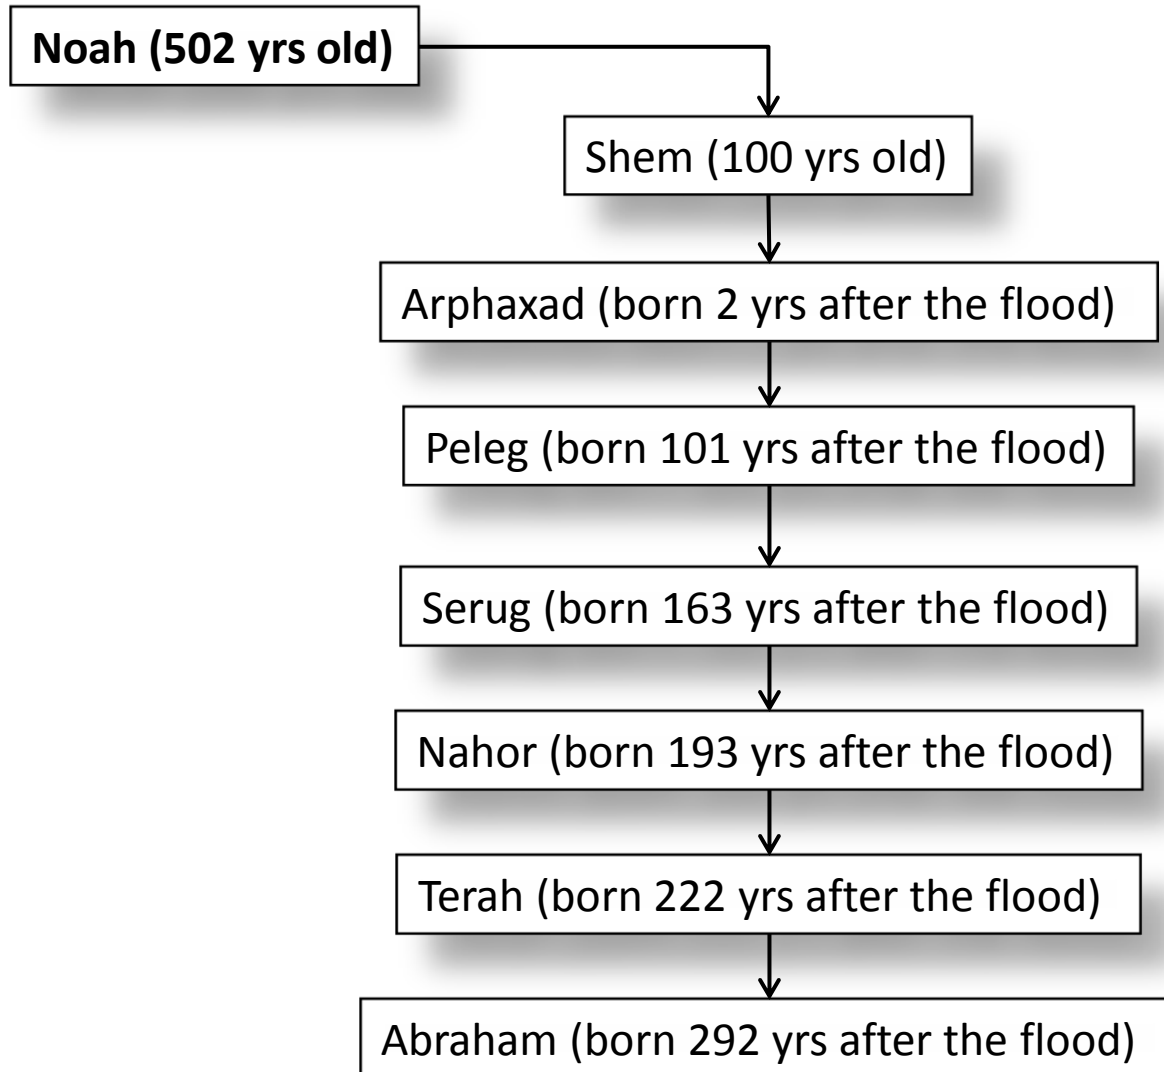 Noah (502 yrs old)
Shem (100 yrs old)
Arphaxad (born 2 yrs after the flood)
Peleg (born 101 yrs after the flood)
Serug (born 163 yrs after the flood)
Nahor (born 193 yrs after the flood)
Terah (born 222 yrs after the flood)
Abraham (born 292 yrs after the flood)